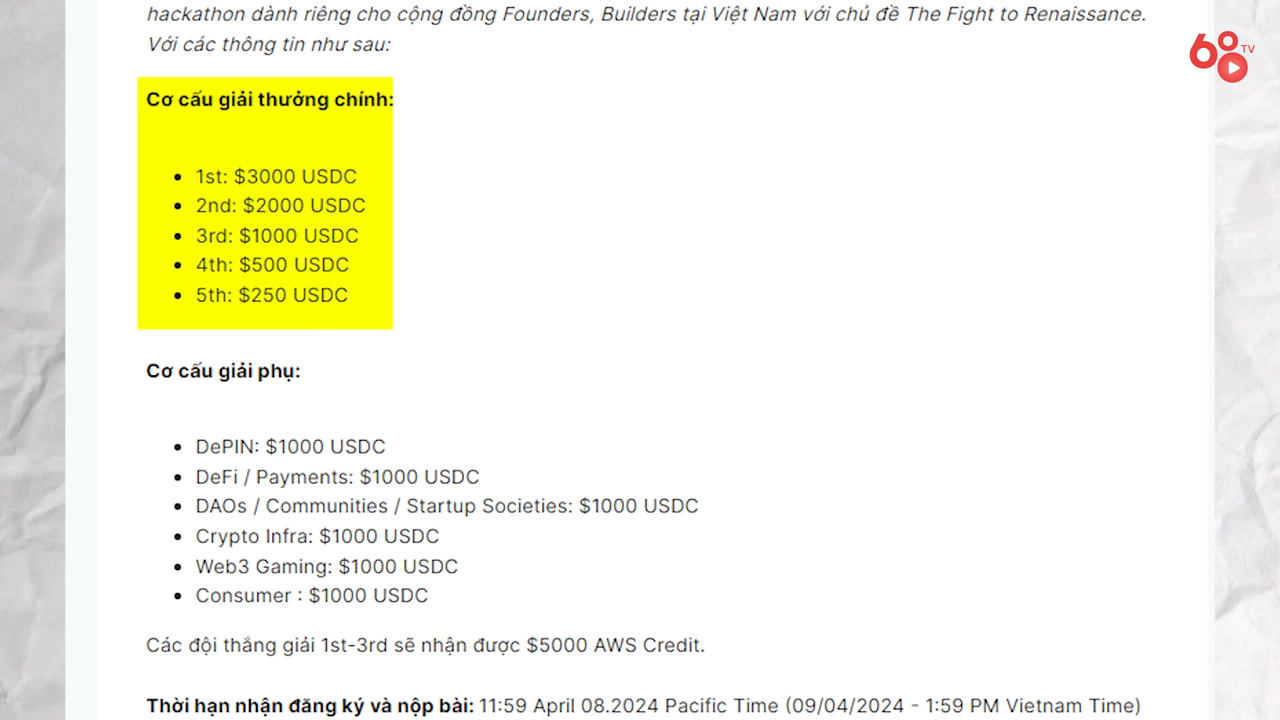 hackathon dành riêng cho cộng đồng Founders, Builders tại Việt Nam với chủ đề The Fight to Renaissance.
Với các thông tin như sau:
68 TV
Cơ cấu giải thưởng chính:
1st: $3000 USDC
2nd: $2000 USDC
3rd: $1000 USDC
4th: $500 USDC
5th: $250 USDC
Cơ cấu giải phụ:
DePIN: $1000 USDC
DeFi / Payments: $1000 USDC
DAOs / Communities / Startup Societies: $1000 USDC
Crypto Infra: $1000 USDC
Web3 Gaming: $1000 USDC
Consumer : $1000 USDC
Các đội thắng giải 1st-3rd sẽ nhận được $5000 AWS Credit.
Thời hạn nhận đăng ký và nộp bài: 11:59 April 08.2024 Pacific Time (09/04/2024 - 1:59 PM Vietnam Time)